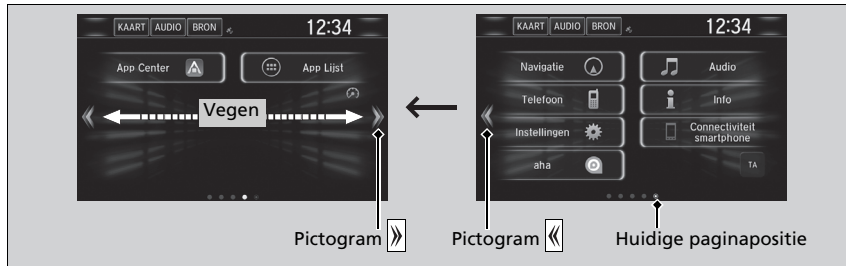 KAART AUDIO BRON 12:34
App Center App Lijst
Vegen
Pictogram »
KAART AUDIO BRON 12:34
Navigatie Audio
Telefoon Info
Instellingen Connectiviteit
smartphone
aha TA
Pictogram « Huidige paginapositie